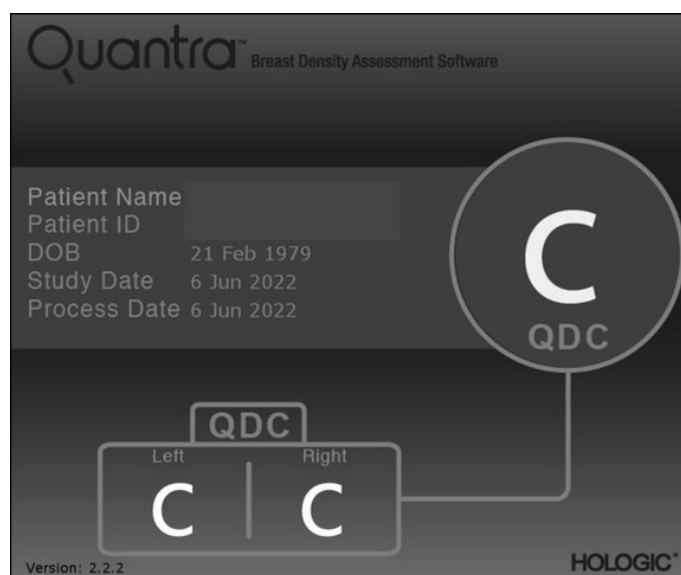 Quantra™ Breast Density Assessment Software
Patient Name
Patient ID
DOB 21 Feb 1979
Study Date 6 Jun 2022
Process Date 6 Jun 2022
C
QDC
QDC
Left Right
C C
Version: 2.2.2
HOLOGIC®